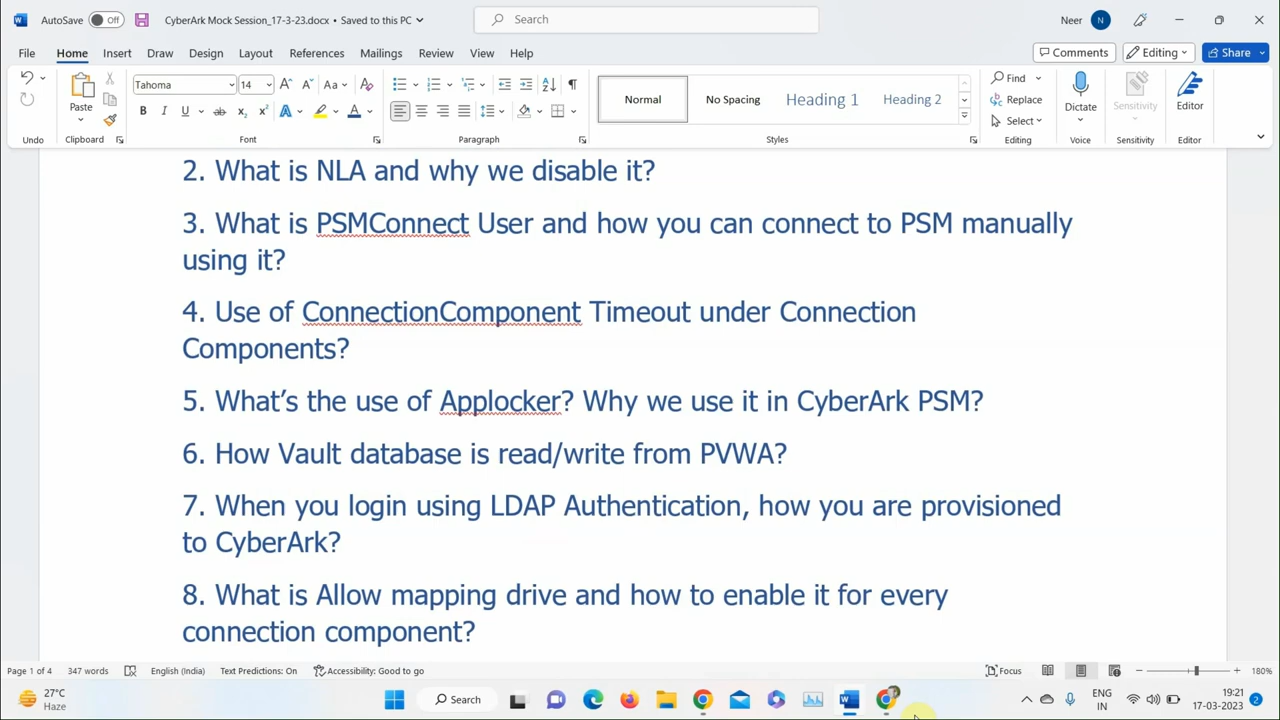 AutoSave Off CyberArk Mock Session_17-3-23.docx • Saved to this PC Search Neer N
File Home Insert Draw Design Layout References Mailings Review View Help Comments Editing Share
Tahoma 14 Aa Normal No Spacing Heading 1 Heading 2 Find
Paste B I U ab x₂ x² A A Replace Dictate Sensitivity Editor
Select
Undo Clipboard Font Paragraph Styles Editing Voice Sensitivity Editor
2. What is NLA and why we disable it?
3. What is PSMConnect User and how you can connect to PSM manually
using it?
4. Use of ConnectionComponent Timeout under Connection
Components?
5. What’s the use of Applocker? Why we use it in CyberArk PSM?
6. How Vault database is read/write from PVWA?
7. When you login using LDAP Authentication, how you are provisioned
to CyberArk?
8. What is Allow mapping drive and how to enable it for every
connection component?
Page 1 of 4 347 words English (India) Text Predictions: On Accessibility: Good to go Focus 180%
27°C Search ENG 19:21
Haze IN 17-03-2023 2